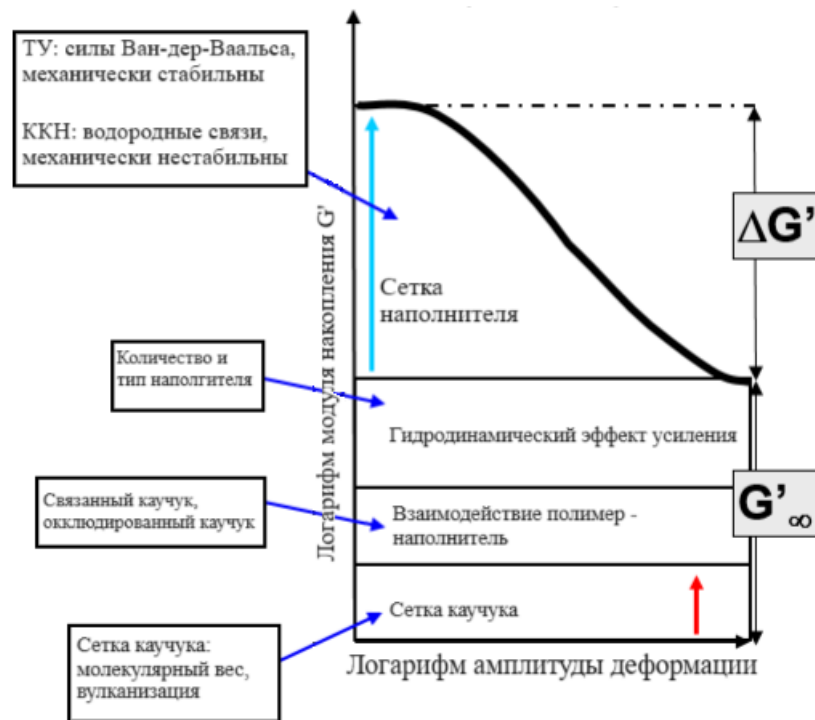 ТУ: силы Ван-дер-Ваальса,
механически стабильны
ККН: водородные связи,
механически нестабильны
Логарифм модуля накопления G'
ΔG'
Сетка
наполнителя
Количество и
тип наполгителя
Гидродинамический эффект усиления
Связанный каучук,
окклюдированный каучук
Взаимодействие полимер -
наполнитель
G'∞
Сетка каучука
Сетка каучука:
молекулярный вес,
вулканизация
Логарифм амплитуды деформации